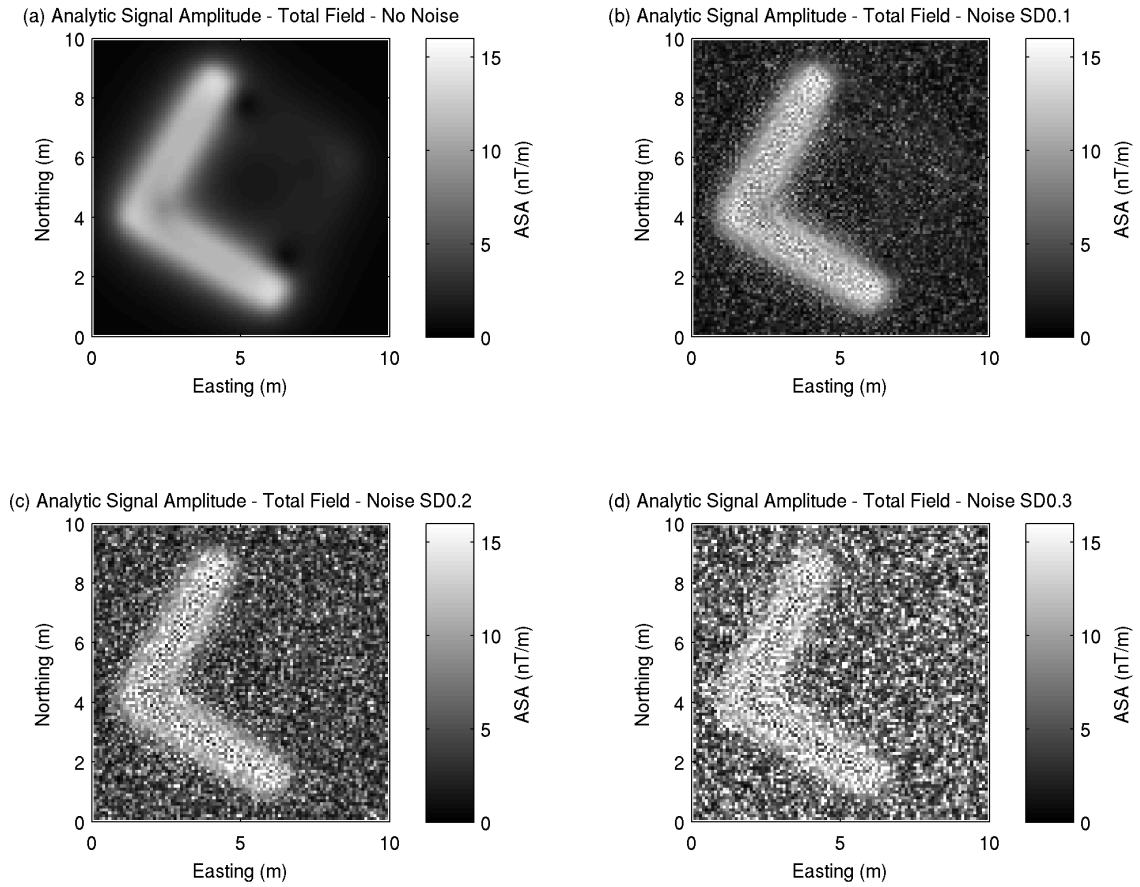 (a) Analytic Signal Amplitude - Total Field - No Noise
10
8
6
4
2
0
Northing (m)
0 5 10
Easting (m)
15
10
5
0
ASA (nT/m)
(b) Analytic Signal Amplitude - Total Field - Noise SD0.1
10
8
6
4
2
0
Northing (m)
0 5 10
Easting (m)
15
10
5
0
ASA (nT/m)
(c) Analytic Signal Amplitude - Total Field - Noise SD0.2
10
8
6
4
2
0
Northing (m)
0 5 10
Easting (m)
15
10
5
0
ASA (nT/m)
(d) Analytic Signal Amplitude - Total Field - Noise SD0.3
10
8
6
4
2
0
Northing (m)
0 5 10
Easting (m)
15
10
5
0
ASA (nT/m)